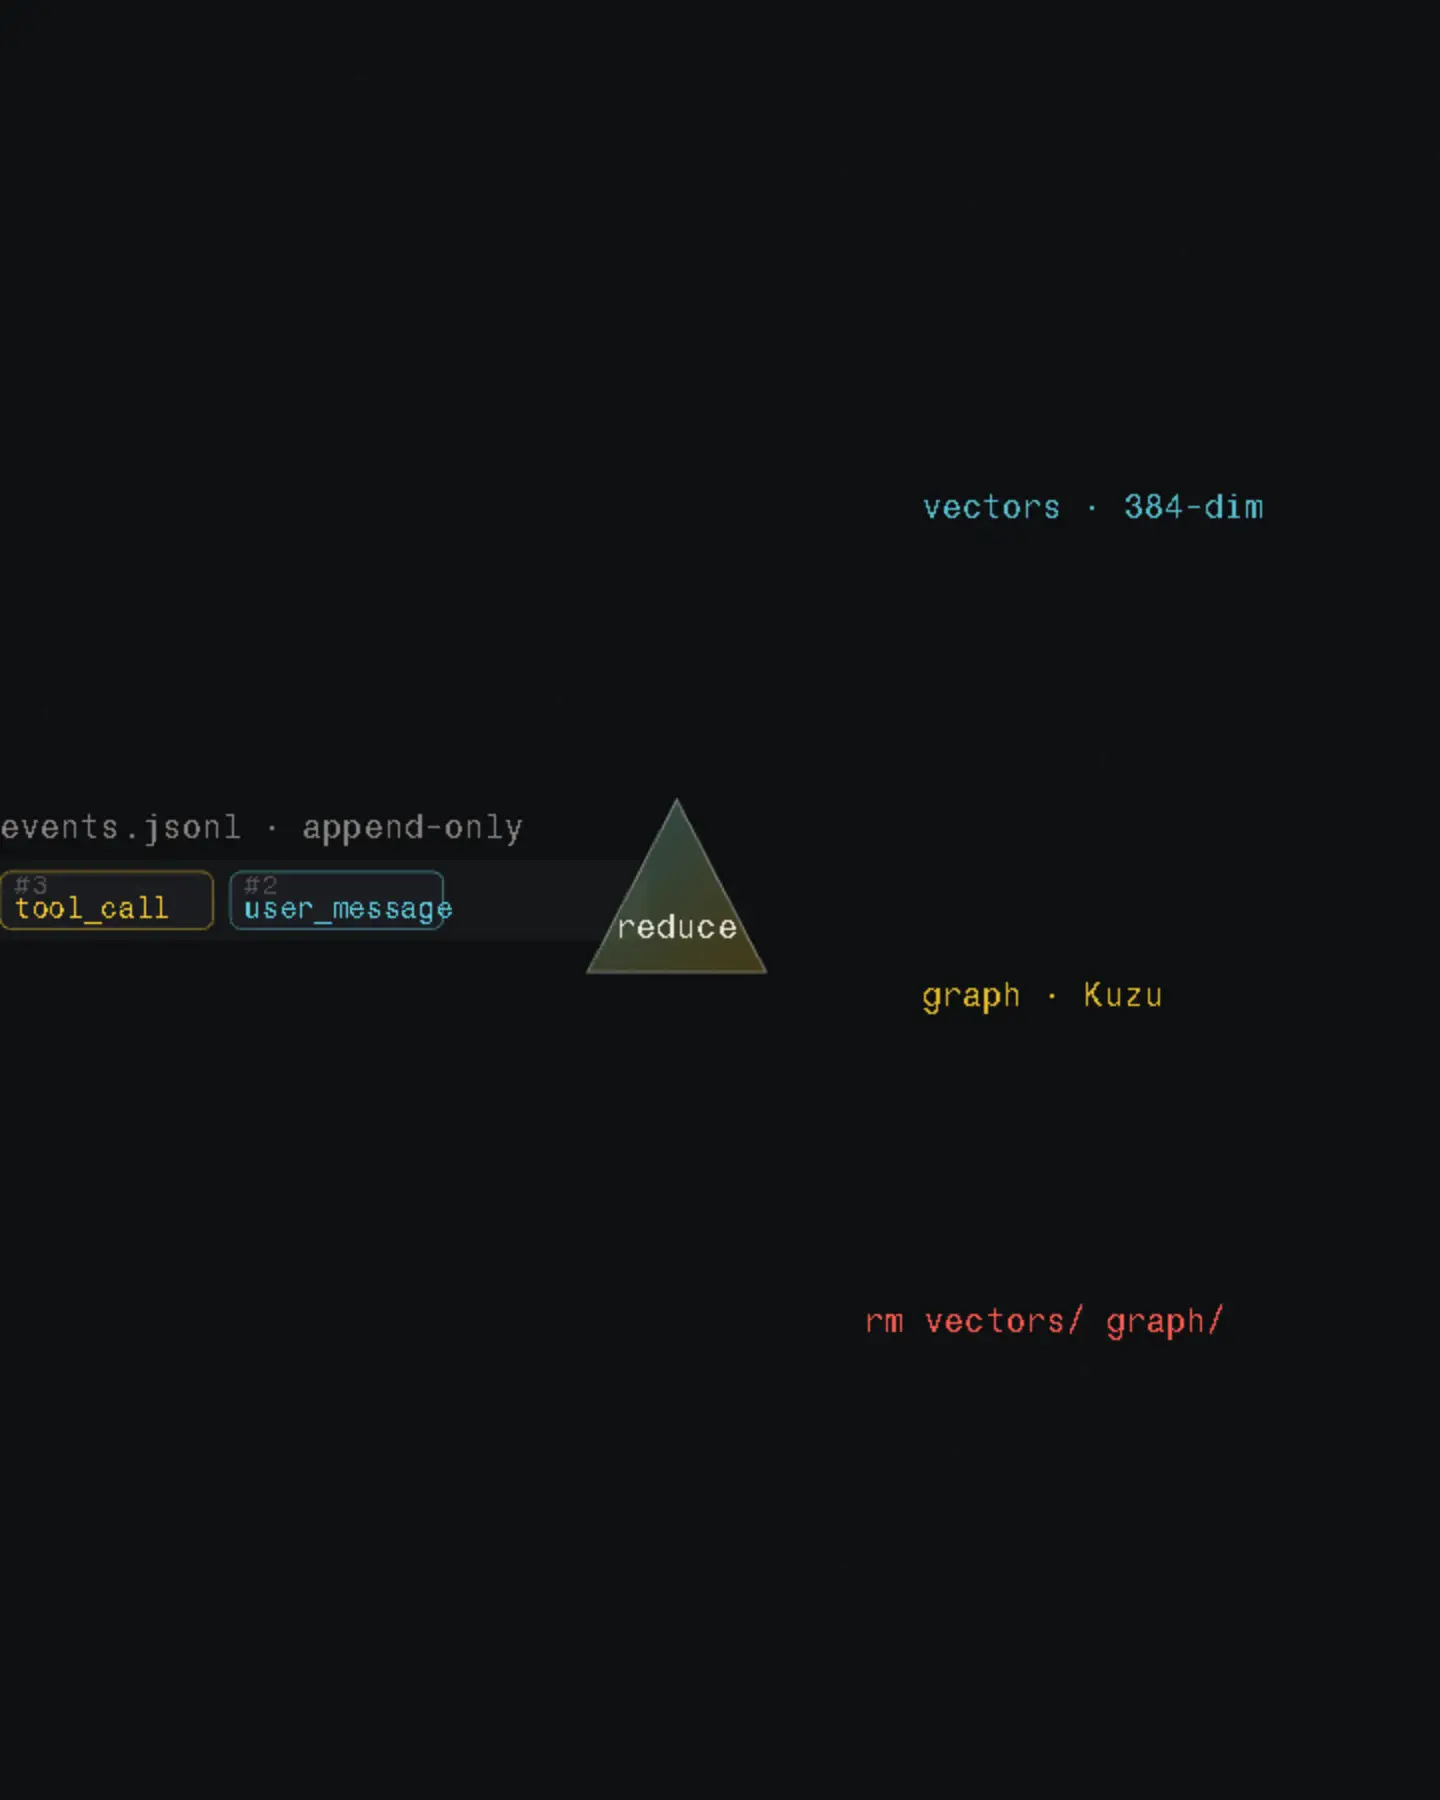 vectors · 384-dim
events.jsonl · append-only
#3
tool_call
#2
user_message
reduce
graph · Kuzu
rm vectors/ graph/